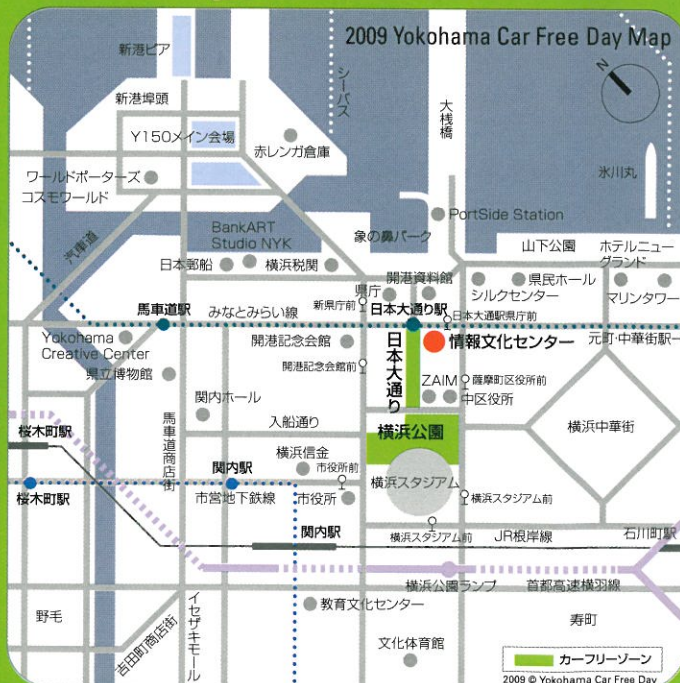 2009 Yokohama Car Free Day Map
新港ピア
シーバス
大桟橋
N
新港埠頭
Y150メイン会場
赤レンガ倉庫
氷川丸
ワールドポーターズ
コスモワールド
PortSide Station
汽車道
BankART
Studio NYK
象の鼻パーク
山下公園
ホテルニュー
グランド
日本郵船
横浜税関
開港資料館
県庁
シルクセンター
県民ホール
マリンタワー
新県庁前
馬車道駅
みなとみらい線
日本大通り駅
日本大通駅県庁前
Yokohama
Creative Center
開港記念会館
情報文化センター
元町・中華街駅
県立博物館
開港記念会館前
日本大通り
ZAIM
薩摩町区役所前
中区役所
関内ホール
馬車道商店街
入船通り
横浜公園
横浜中華街
桜木町駅
横浜信金
関内駅
市役所前
横浜スタジアム
桜木町駅
市営地下鉄線
市役所
横浜スタジアム前
関内駅
横浜スタジアム前
JR根岸線
石川町駅
横浜公園ランプ
首都高速横羽線
野毛
吉田町商店街
イセザキモール
教育文化センター
寿町
文化体育館
カーフリーゾーン
2009 © Yokohama Car Free Day